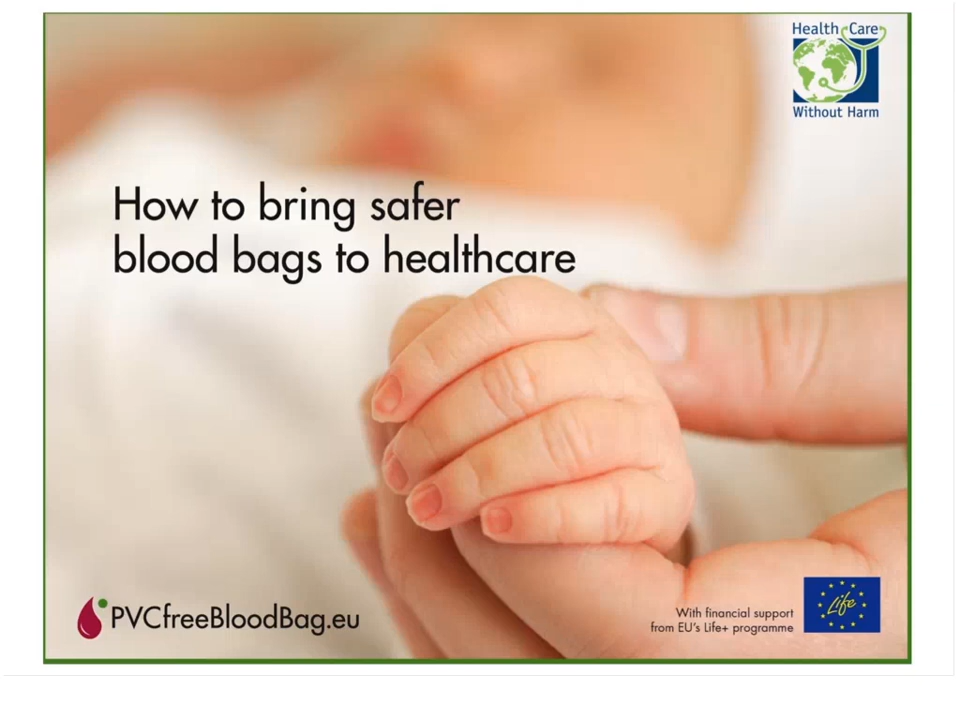 Health Care
Without Harm
How to bring safer
blood bags to healthcare
PVCfreeBloodBag.eu
With financial support
from EU's Life+ programme
Life